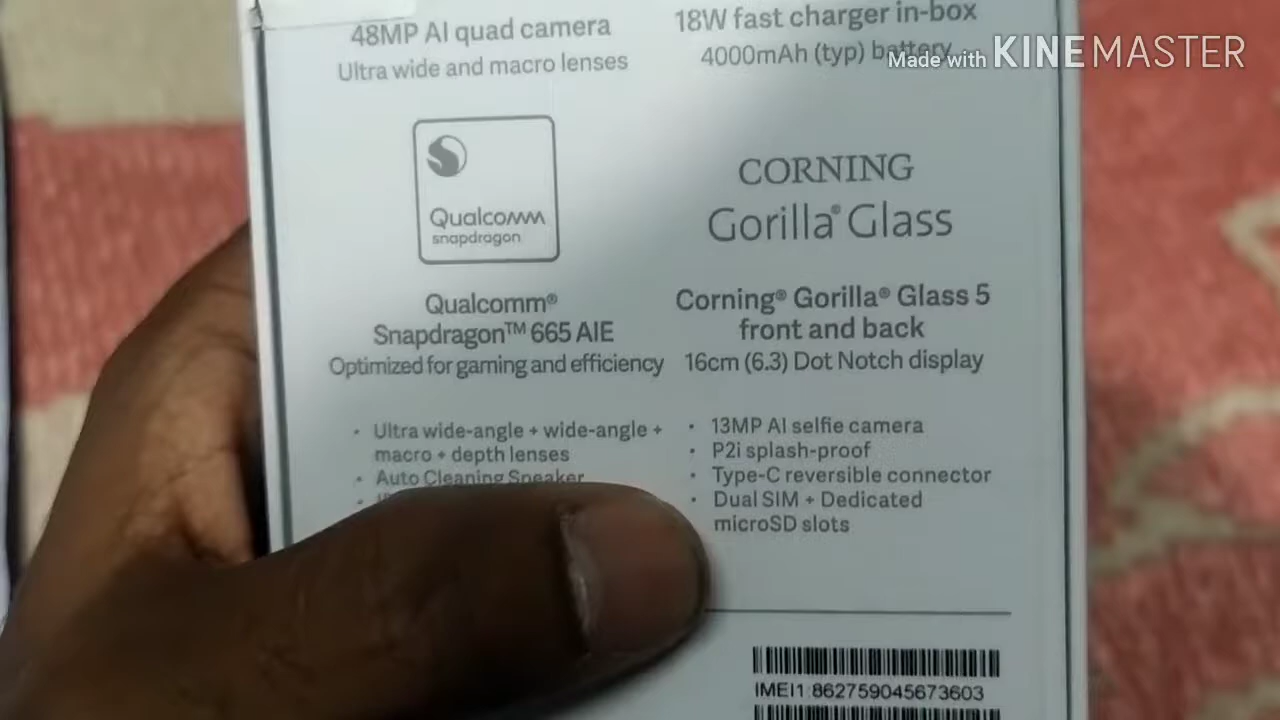 48MP AI quad camera
Ultra wide and macro lenses
18W fast charger in-box
4000mAh (typ) battery
Made with KINEMASTER
Qualcomm
snapdragon
Qualcomm®
Snapdragon™ 665 AIE
Optimized for gaming and efficiency
CORNING
Gorilla® Glass
Corning® Gorilla® Glass 5
front and back
16cm (6.3) Dot Notch display
• Ultra wide-angle + wide-angle +
macro + depth lenses
• Auto Cleaning Speaker
• 13MP AI selfie camera
• P2i splash-proof
• Type-C reversible connector
• Dual SIM + Dedicated
microSD slots
IMEI1:862759045673603